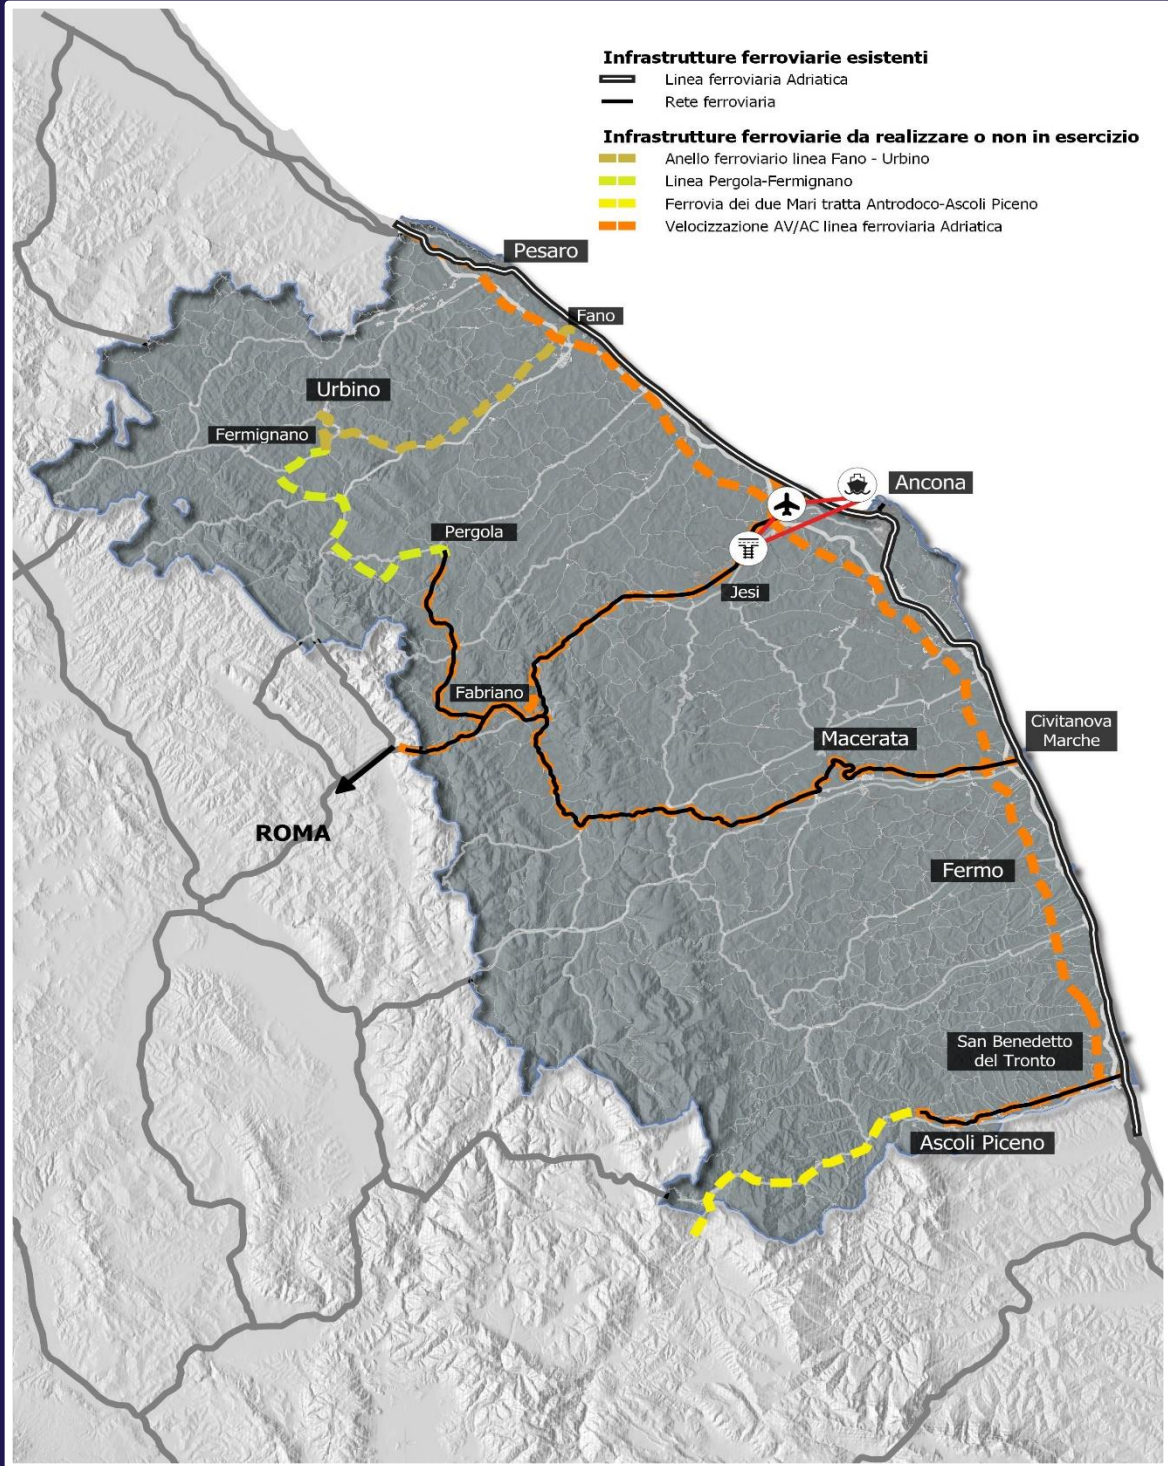 Infrastrutture ferroviarie esistenti
Linea ferroviaria Adriatica
Rete ferroviaria
Infrastrutture ferroviarie da realizzare o non in esercizio
Anello ferroviario linea Fano - Urbino
Linea Pergola-Fermignano
Ferrovia dei due Mari tratta Antrodoco-Ascoli Piceno
Velocizzazione AV/AC linea ferroviaria Adriatica
Pesaro
Fano
Urbino
Fermignano
Ancona
Pergola
Jesi
Fabriano
Civitanova
Marche
Macerata
ROMA
Fermo
San Benedetto
del Tronto
Ascoli Piceno